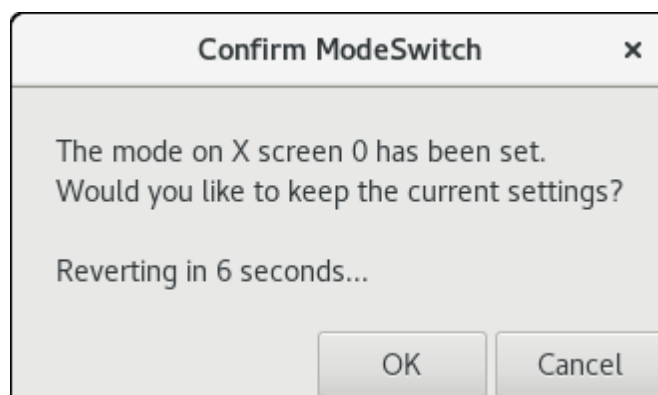 Confirm ModeSwitch
The mode on X screen 0 has been set.
Would you like to keep the current settings?
Reverting in 6 seconds...
OK
Cancel